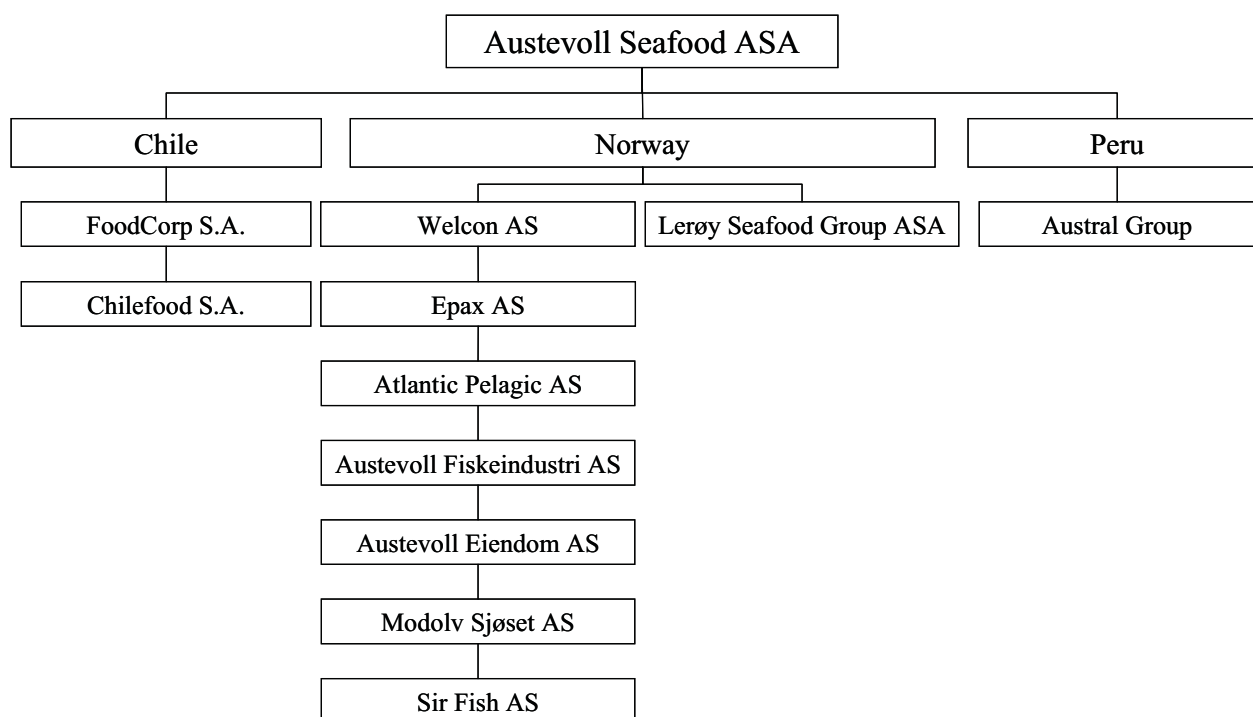 Austevoll Seafood ASA
Chile
Norway
Peru
FoodCorp S.A.
Welcon AS
Lerøy Seafood Group ASA
Austral Group
Chilefood S.A.
Epax AS
Atlantic Pelagic AS
Austevoll Fiskeindustri AS
Austevoll Eiendom AS
Modolv Sjøset AS
Sir Fish AS